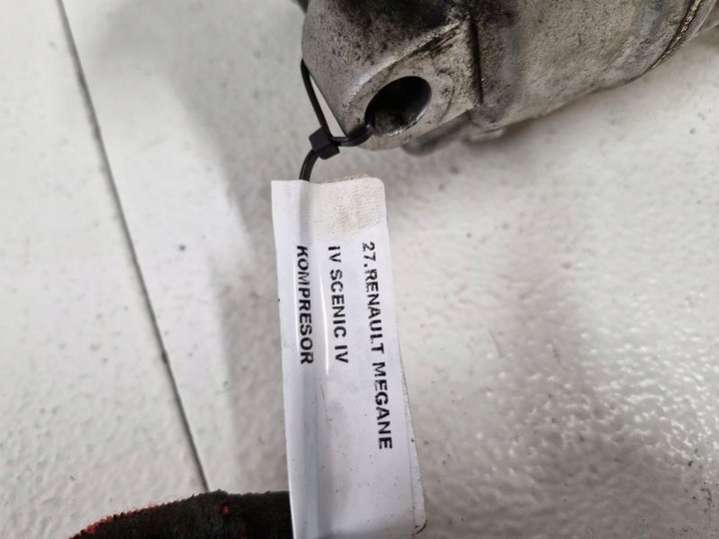 27.RENAULT MEGANE
IV SCENIC IV
KOMPRESOR